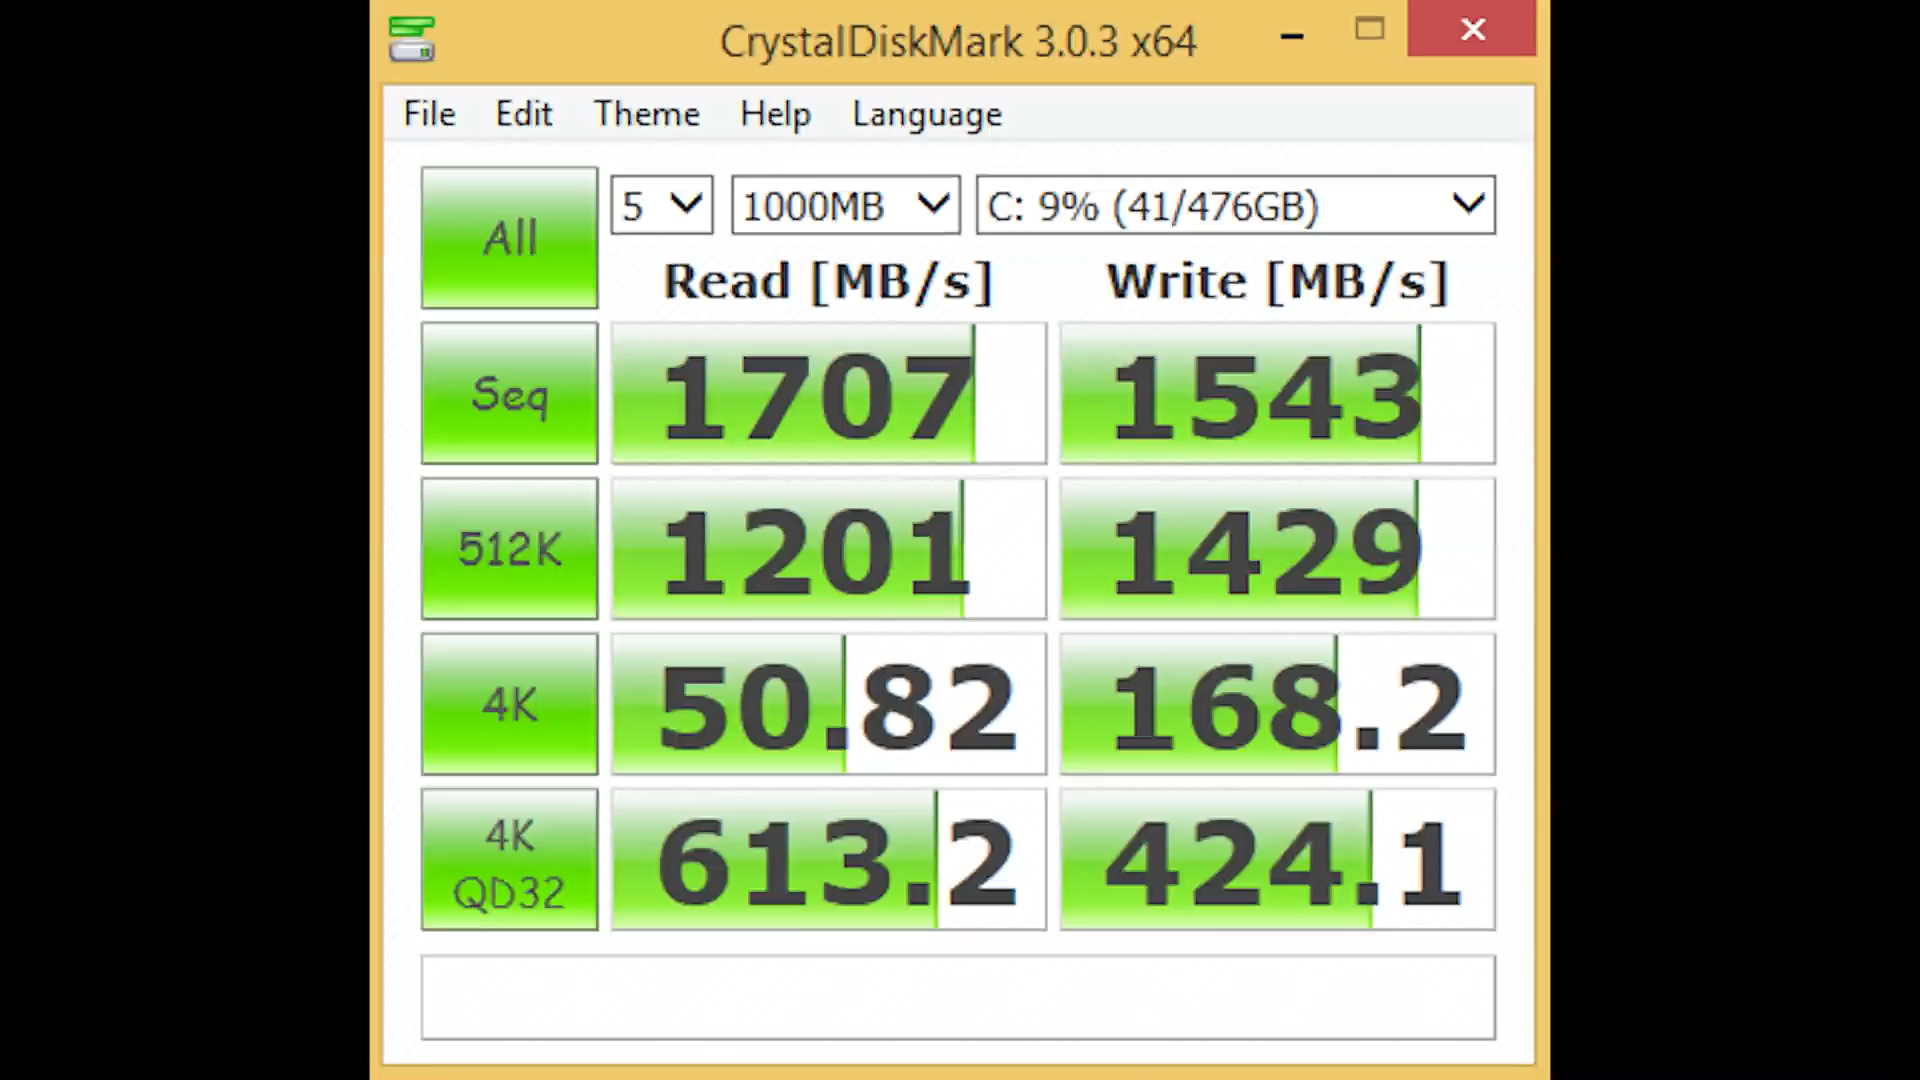 CrystalDiskMark 3.0.3 x64
File Edit Theme Help Language
All 5 1000MB C: 9% (41/476GB)
Read [MB/s] Write [MB/s]
Seq 1707 1543
512K 1201 1429
4K 50.82 168.2
4K QD32 613.2 424.1